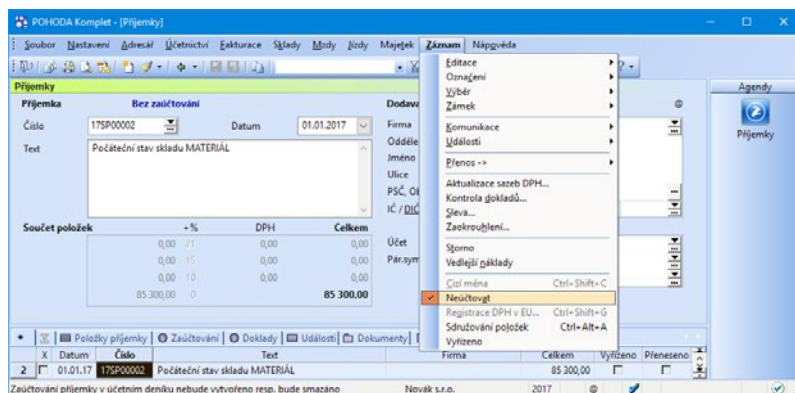 POHODA Komplet - [Příjemky]
Soubor Nastavení Adresář Účetnictví Fakturace Sklady Mzdy Jízdy Majetek Záznam Nápověda
Příjemky
Agendy
Příjemka Bez zaúčtování
Příjemky
Číslo 17SP00002 Datum 01.01.2017
Text Počáteční stav skladu MATERIÁL
Firma
Jméno
Ulice
IČ / DIČ
Účet
Součet položek +% DPH Celkem
0,00 21 0,00 0,00
0,00 15 0,00 0,00
0,00 10 0,00 0,00
85 300,00 0 85 300,00
Editace
Označení
Výběr
Zámek
Komunikace
Události
Přenos ->
Aktualizace sazeb DPH...
Kontrola dokladů...
Sleva...
Zaokrouhlení...
Storno
Vedlejší náklady
Cizí měna Ctrl+Shift+C
Neúčtovat
Registrace DPH v EU... Ctrl+Shift+G
Sdružování položek Ctrl+Alt+A
Vyřízeno
Položky příjemky Zaúčtování Doklady Události Dokumenty
X Datum Číslo Text Firma Celkem Vyřízeno Přeneseno
2 01.01.17 17SP00002 Počáteční stav skladu MATERIÁL 85 300,00
Zaúčtování příjemky v účetním deníku nebude vytvořeno resp. bude smazáno Novák s.r.o. 2017 @